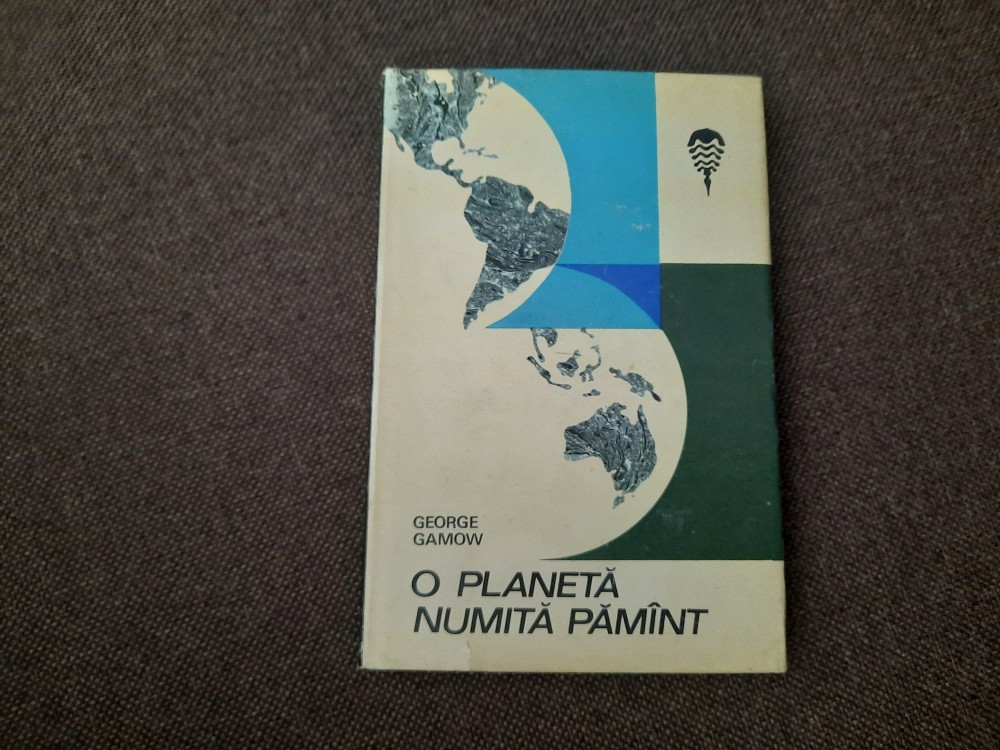 GEORGE
GAMOW
O PLANETĂ
NUMITĂ PĂMÎNT